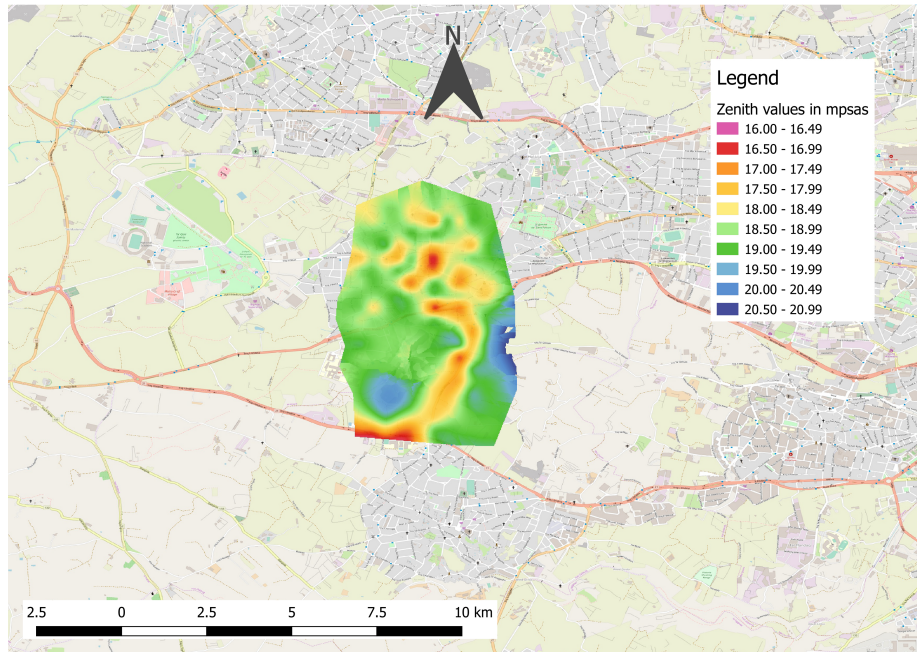 N
Legend
Zenith values in mpsas
16.00 - 16.49
16.50 - 16.99
17.00 - 17.49
17.50 - 17.99
18.00 - 18.49
18.50 - 18.99
19.00 - 19.49
19.50 - 19.99
20.00 - 20.49
20.50 - 20.99
2.5 0 2.5 5 7.5 10 km